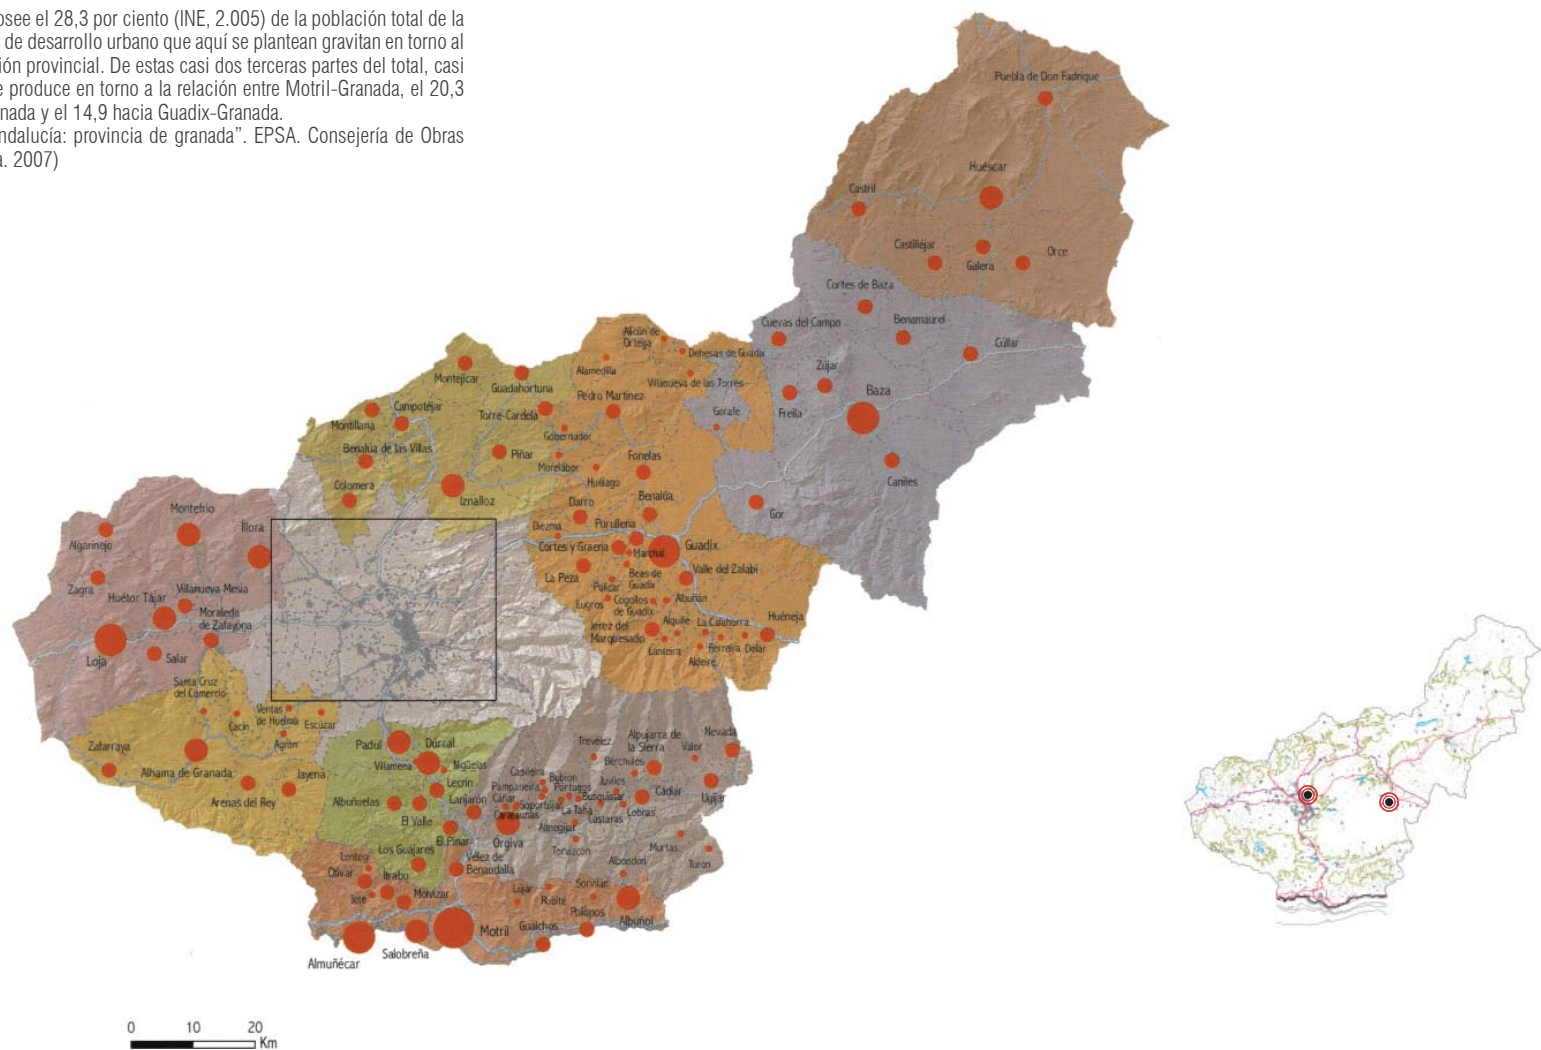 osee el 28,3 por ciento (INE, 2.005) de la población total de la
de desarrollo urbano que aquí se plantean gravitan en torno al
ión provincial. De estas casi dos terceras partes del total, casi
e produce en torno a la relación entre Motril-Granada, el 20,3
nada y el 14,9 hacia Guadix-Granada.
ndalucía: provincia de granada”. EPSA. Consejería de Obras
a. 2007)
Puebla de Don Fadrique
Huéscar
Castril
Castilléjar
Galera
Orce
Cortes de Baza
Cuevas del Campo
Benamaurel
Cúllar
Zújar
Baza
Freila
Caniles
Gor
Alicún de
Ortega
Dehesas de Guadix
Alamedilla
Villanueva de las Torres
Pedro Martínez
Gorafe
Montejicar
Guadahortuna
Campotéjar
Torre-Cardela
Montillana
Gobernador
Benalúa de las Villas
Piñar
Morelábor
Fonelas
Huélago
Colomera
Iznalloz
Darro
Benalúa
Diezma
Purullena
Cortes y Graena
Marchal
Guadix
La Peza
Beas de
Guadix
Valle del Zalabí
Polícar
Lugros
Cogollos
de Guadix
Albuñán
Jerez del
Marquesado
Alquife
La Calahorra
Huéneja
Lanteira
Ferreira
Dólar
Aldeire
Montefrío
Íllora
Algarinejo
Zagra
Villanueva Mesía
Huétor Tájar
Moraleda
de Zafayona
Loja
Salar
Santa Cruz
del Comercio
Cacín
Ventas
de Huelma
Escúzar
Agrón
Zafarraya
Alhama de Granada
Jayena
Arenas del Rey
Padul
Dúrcal
Villamena
Nigüelas
Lecrín
Albuñuelas
Lanjarón
El Valle
El Pinar
Los Guájares
Vélez de
Benaudalla
Trevelez
Alpujarra de
la Sierra
Nevada
Valor
Bérchules
Capileira
Bubion
Juviles
Pampaneira
Pórtugos
Cáñar
Busquistar
Cádiar
Ugíjar
Soportújar
La Taha
Carataunas
Cástaras
Lobras
Órgiva
Almegíjar
Torvizcón
Murtas
Albondón
Turón
Lentegí
Otívar
Itrabo
Jete
Molvízar
Lújar
Rubite
Sorvilán
Polopos
Albuñol
Motril
Gualchos
Salobreña
Almuñécar
0 10 20
Km